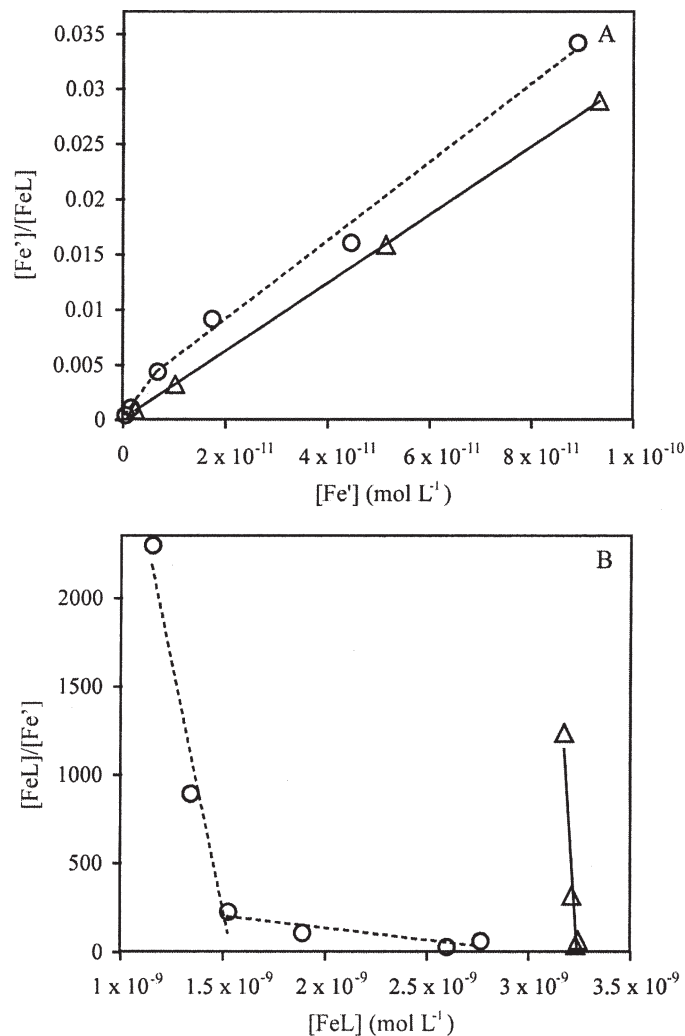 A
0.035
0.03
0.025
0.02
0.015
0.01
0.005
0
[Fe']/[FeL]
0
2 x 10-11
4 x 10-11
6 x 10-11
8 x 10-11
1 x 10-10
[Fe'] (mol L-1)
B
2000
1500
1000
500
0
[FeL]/[Fe']
1 x 10-9
1.5 x 10-9
2 x 10-9
2.5 x 10-9
3 x 10-9
3.5 x 10-9
[FeL] (mol L-1)